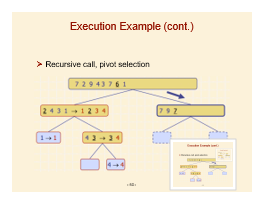 Execution Example (cont.)
➤ Recursive call, pivot selection
7 2 9 4 3 7 6 1
2 4 3 1 → 1 2 3 4
7 9 7
1 → 1
4 3 → 3 4
4 → 4